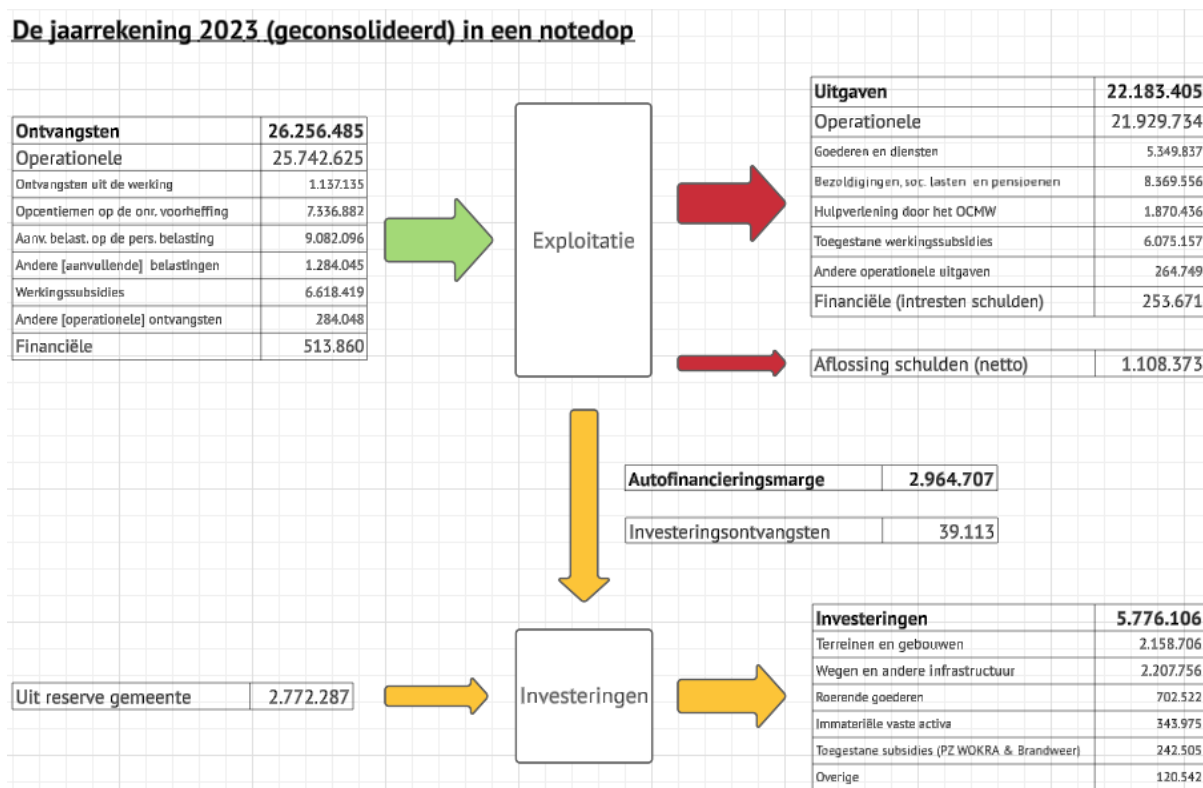 De jaarrekening 2023 (geconsolideerd) in een notedop
Ontvangsten 26.256.485
Operationele 25.742.625
Ontvangsten uit de werking 1.137.135
Opcentiemen op de onr. voorheffing 7.336.882
Aanv. belast. op de pers. belasting 9.082.096
Andere [aanvullende] belastingen 1.284.045
Werkingssubsidies 6.618.419
Andere [operationele] ontvangsten 284.048
Financiële 513.860
Exploitatie
Uitgaven 22.183.405
Operationele 21.929.734
Goederen en diensten 5.349.837
Bezoldigingen, soc. lasten en pensioenen 8.369.556
Hulpverlening door het OCMW 1.870.436
Toegestane werkingssubsidies 6.075.157
Andere operationele uitgaven 264.749
Financiële (intresten schulden) 253.671
Aflossing schulden (netto) 1.108.373
Autofinancieringsmarge 2.964.707
Investeringsontvangsten 39.113
Uit reserve gemeente 2.772.287
Investeringen
Investeringen 5.776.106
Terreinen en gebouwen 2.158.706
Wegen en andere infrastructuur 2.207.756
Roerende goederen 702.522
Immateriële vaste activa 343.975
Toegestane subsidies (PZ WOKRA & Brandweer) 242.505
Overige 120.542